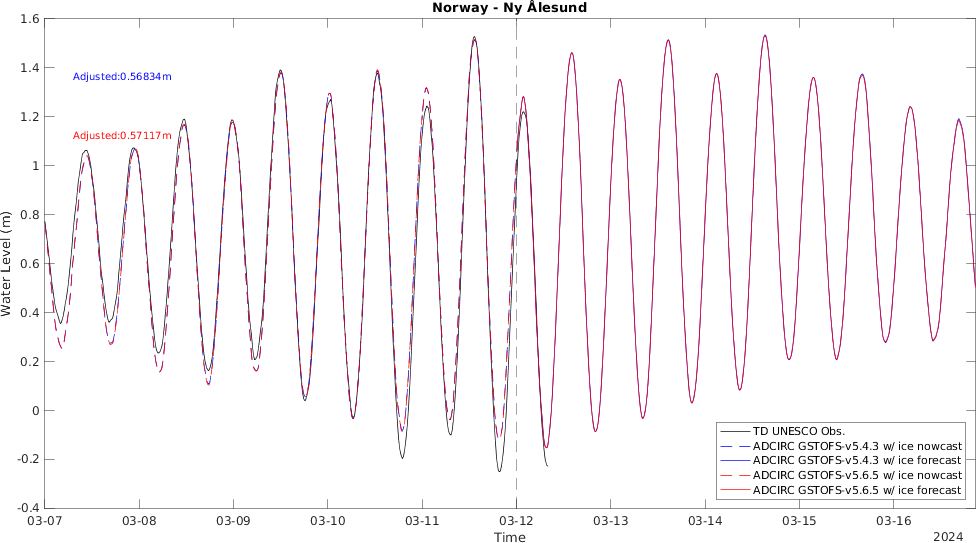 Norway - Ny Ålesund
1.6
1.4
1.2
1
0.8
0.6
0.4
0.2
0
-0.2
-0.4
Water Level (m)
Adjusted:0.56834m
Adjusted:0.57117m
TD UNESCO Obs.
ADCIRC GSTOFS-v5.4.3 w/ ice nowcast
ADCIRC GSTOFS-v5.4.3 w/ ice forecast
ADCIRC GSTOFS-v5.6.5 w/ ice nowcast
ADCIRC GSTOFS-v5.6.5 w/ ice forecast
03-07 03-08 03-09 03-10 03-11 03-12 03-13 03-14 03-15 03-16
Time
2024